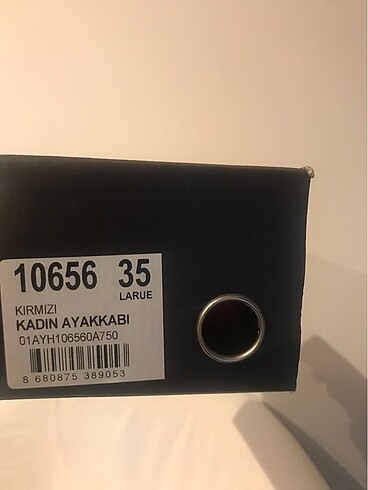 10656 35
LARUE
KIRMIZI
KADIN AYAKKABI
01AYH106560A750
8 680875 389053